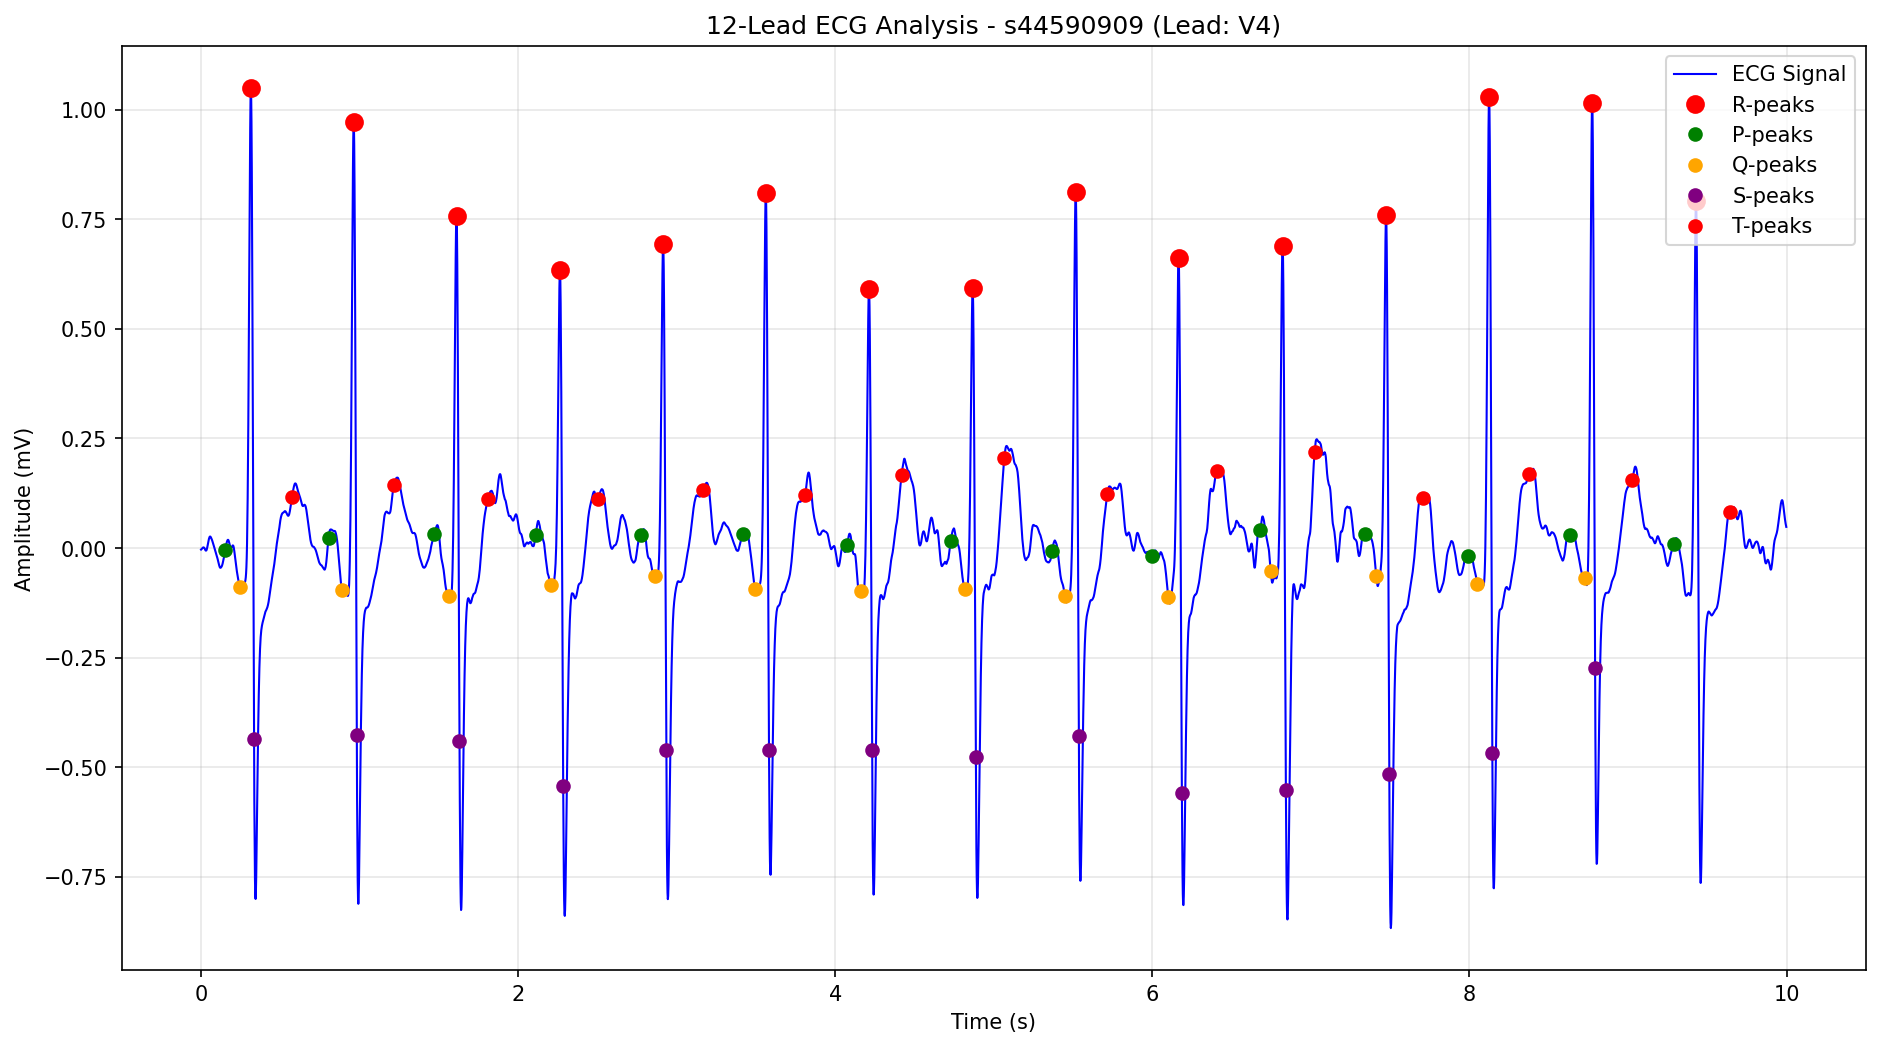 12-Lead ECG Analysis - s44590909 (Lead: V4)
ECG Signal
R-peaks
P-peaks
Q-peaks
S-peaks
T-peaks
Amplitude (mV)
1.00
0.75
0.50
0.25
0.00
−0.25
−0.50
−0.75
0 2 4 6 8 10
Time (s)